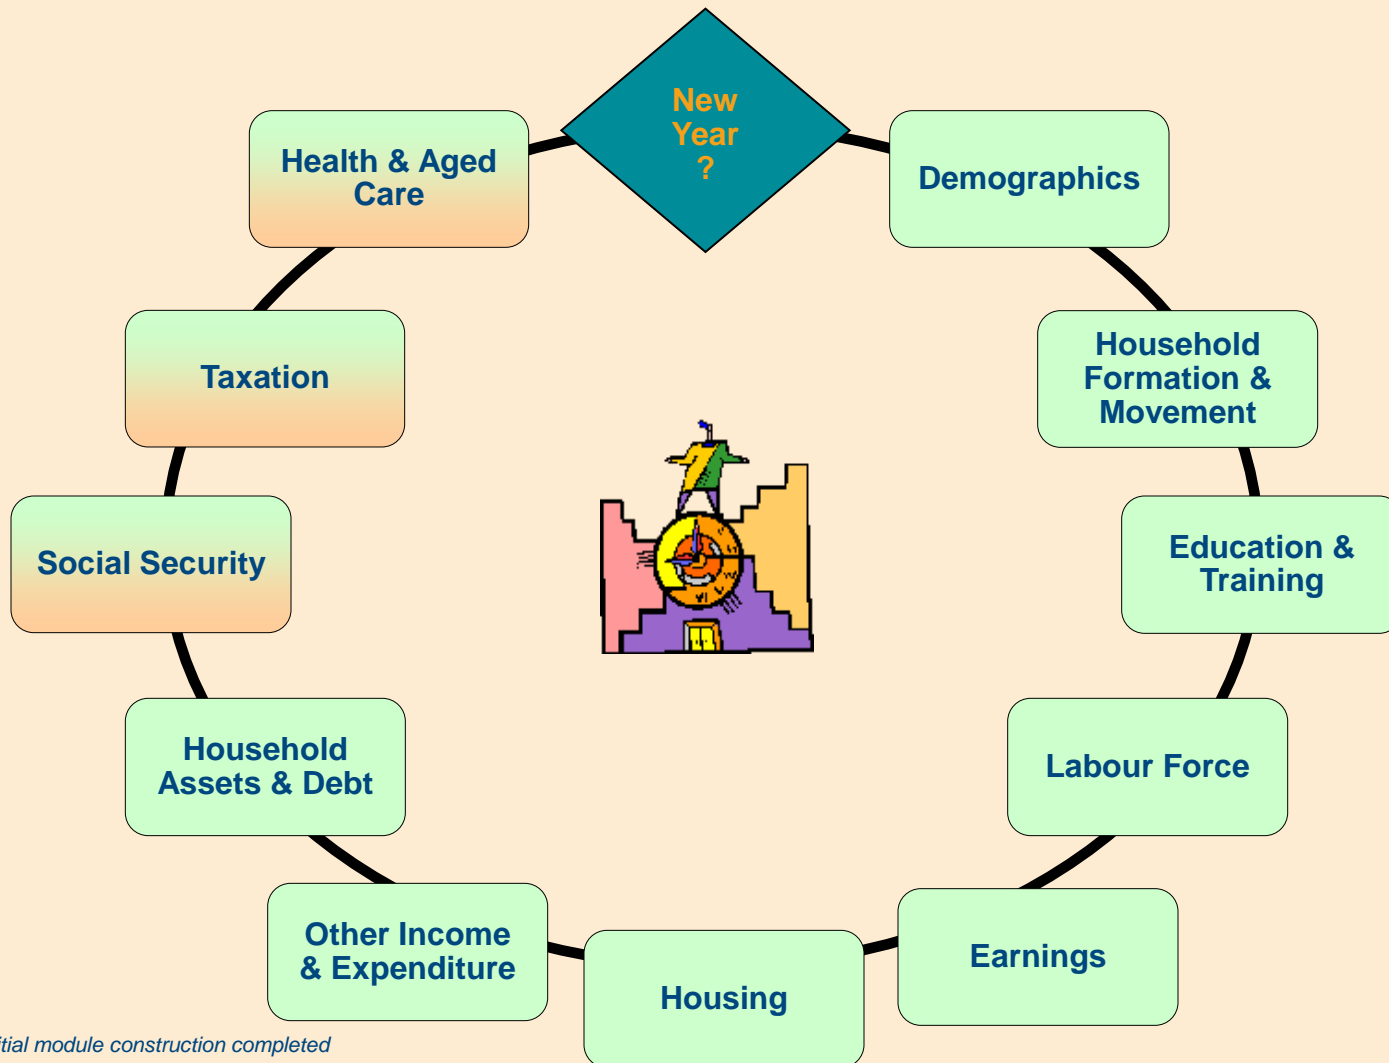 New
Year
?
Demographics
Household
Formation &
Movement
Education &
Training
Labour Force
Earnings
Housing
Other Income
& Expenditure
Household
Assets & Debt
Social Security
Taxation
Health & Aged
Care
module construction completed